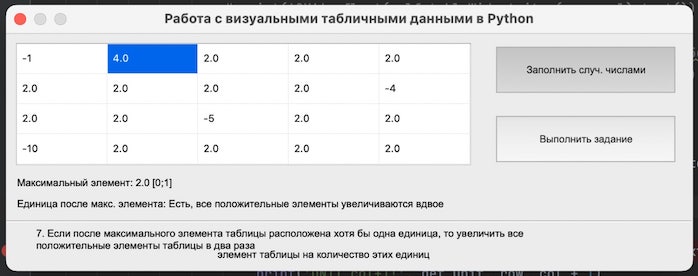 Работа с визуальными табличными данными в Python
-1 4.0 2.0 2.0 2.0
Заполнить случ. числами
2.0 2.0 2.0 2.0 -4
2.0 2.0 -5 2.0 2.0
Выполнить задание
-10 2.0 2.0 2.0 2.0
Максимальный элемент: 2.0 [0;1]
Единица после макс. элемента: Есть, все положительные элементы увеличиваются вдвое
7. Если после максимального элемента таблицы расположена хотя бы одна единица, то увеличить все
положительные элементы таблицы в два раза
элемент таблицы на количество этих единиц